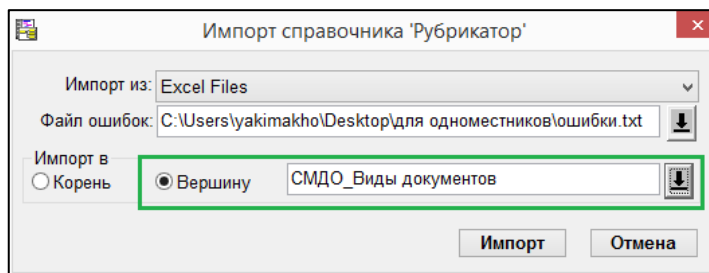 Импорт справочника 'Рубрикатор'
Импорт из: Excel Files
Файл ошибок: C:\Users\yakimakho\Desktop\для одноместников\ошибки.txt
Импорт в
Корень Вершину СМДО_Виды документов
Импорт Отмена